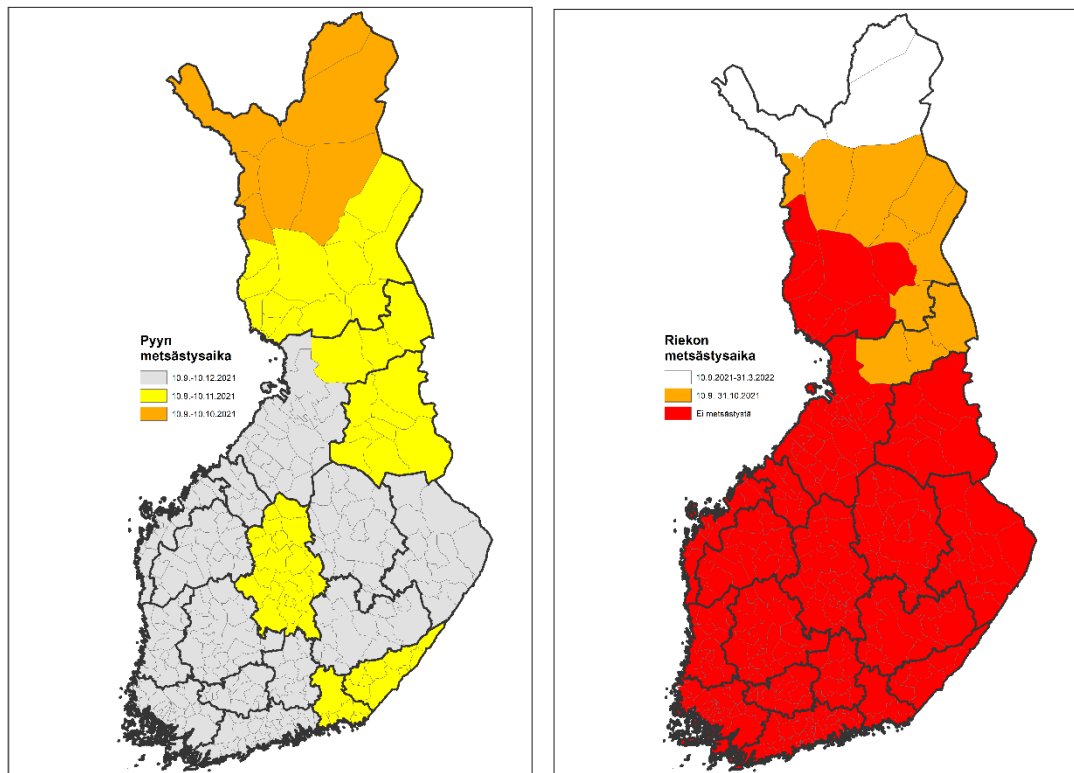 Pyyn
metsästysaika
10.9.-10.12.2021
10.9.-10.11.2021
10.9.-10.10.2021
Riekon
metsästysaika
10.9.2021-31.3.2022
10.9.-31.10.2021
Ei metsästystä